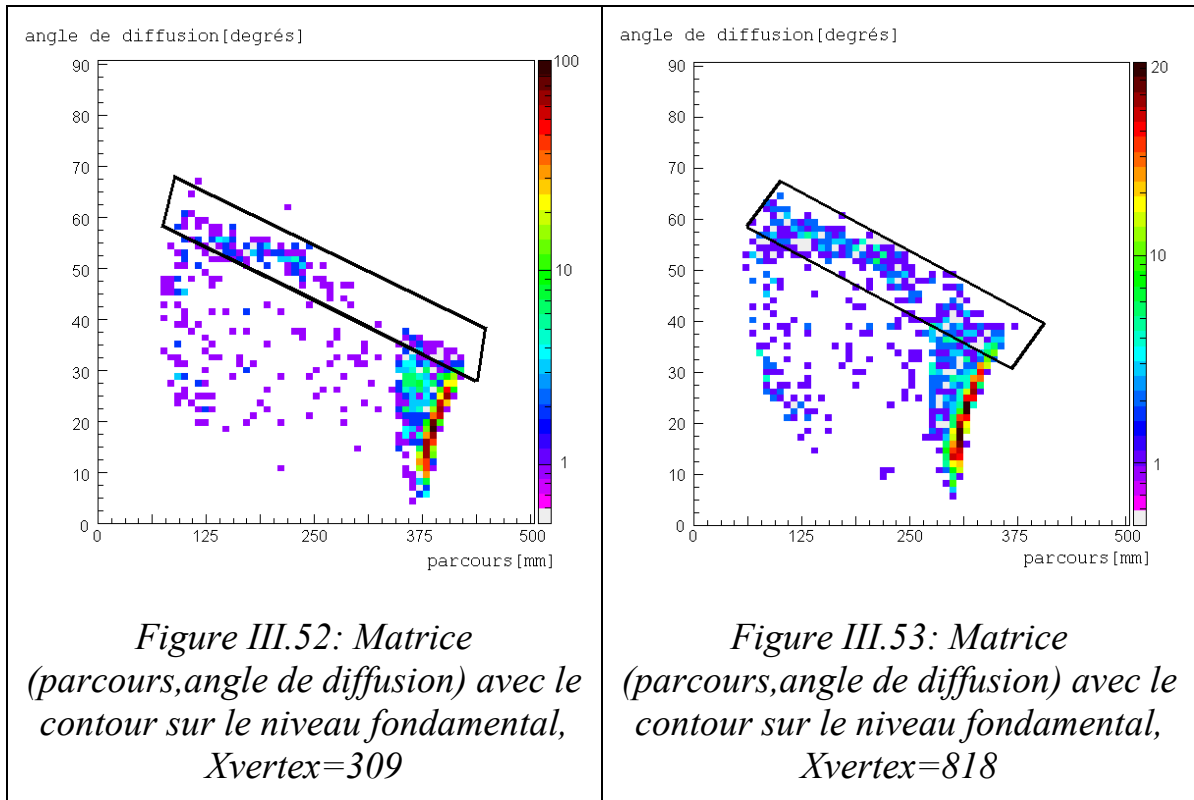 angle de diffusion[degrés]
90
80
70
60
50
40
30
20
10
0
0 125 250 375 500
parcours[mm]
100
10
1
Figure III.52: Matrice
(parcours,angle de diffusion) avec le
contour sur le niveau fondamental,
Xvertex=309
angle de diffusion[degrés]
90
80
70
60
50
40
30
20
10
0
0 125 250 375 500
parcours[mm]
20
10
1
Figure III.53: Matrice
(parcours,angle de diffusion) avec le
contour sur le niveau fondamental,
Xvertex=818